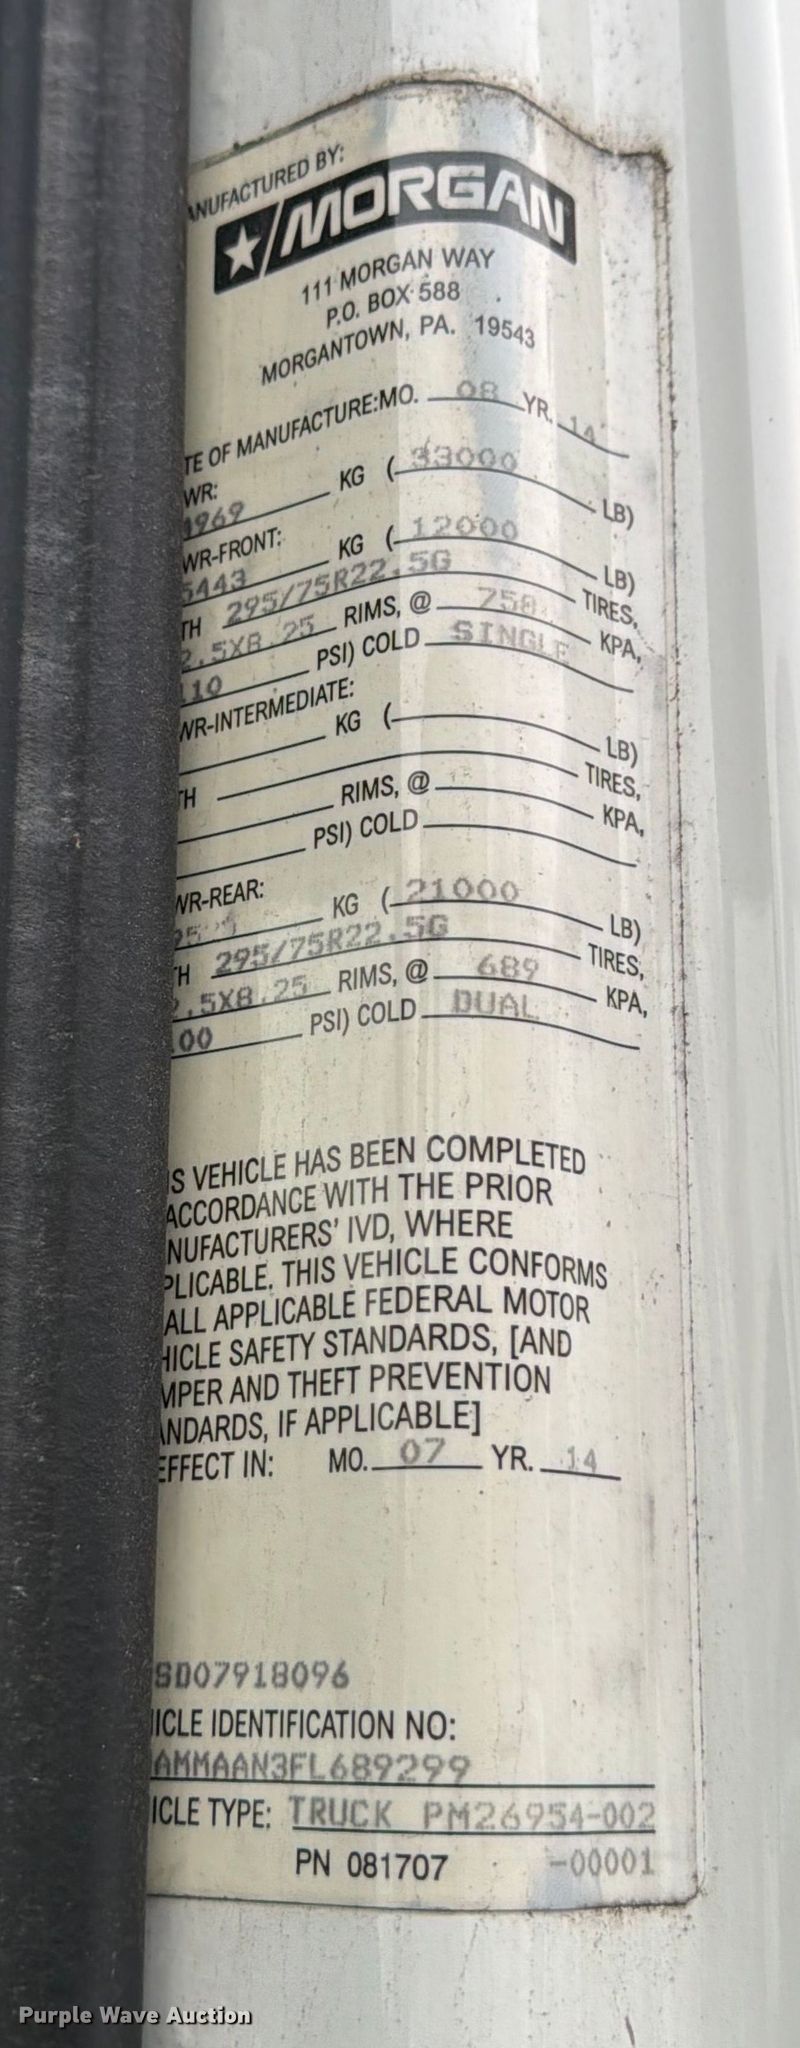 ANUFACTURED BY:
MORGAN
111 MORGAN WAY
P.O. BOX 588
MORGANTOWN, PA. 19543
TE OF MANUFACTURE:MO. 08 YR. 14
WR:
4969 KG (33000 LB)
WR-FRONT:
5443 KG (12000 LB)
TH 295/75R22.5G TIRES,
2.5X8.25 RIMS, @ 758 KPA,
110 PSI) COLD SINGLE
WR-INTERMEDIATE:
KG ( LB)
TH TIRES,
RIMS, @ KPA,
PSI) COLD
WR-REAR:
KG (21000 LB)
TH 295/75R22.5G TIRES,
2.5X8.25 RIMS, @ 689 KPA,
100 PSI) COLD DUAL
IS VEHICLE HAS BEEN COMPLETED
ACCORDANCE WITH THE PRIOR
NUFACTURERS' IVD, WHERE
PLICABLE. THIS VEHICLE CONFORMS
ALL APPLICABLE FEDERAL MOTOR
HICLE SAFETY STANDARDS, [AND
MPER AND THEFT PREVENTION
ANDARDS, IF APPLICABLE]
EFFECT IN: MO. 07 YR. 14
SD07918096
ICLE IDENTIFICATION NO:
AMMAAN3FL689299
ICLE TYPE: TRUCK PM26954-002
PN 081707 -00001
Purple Wave Auction